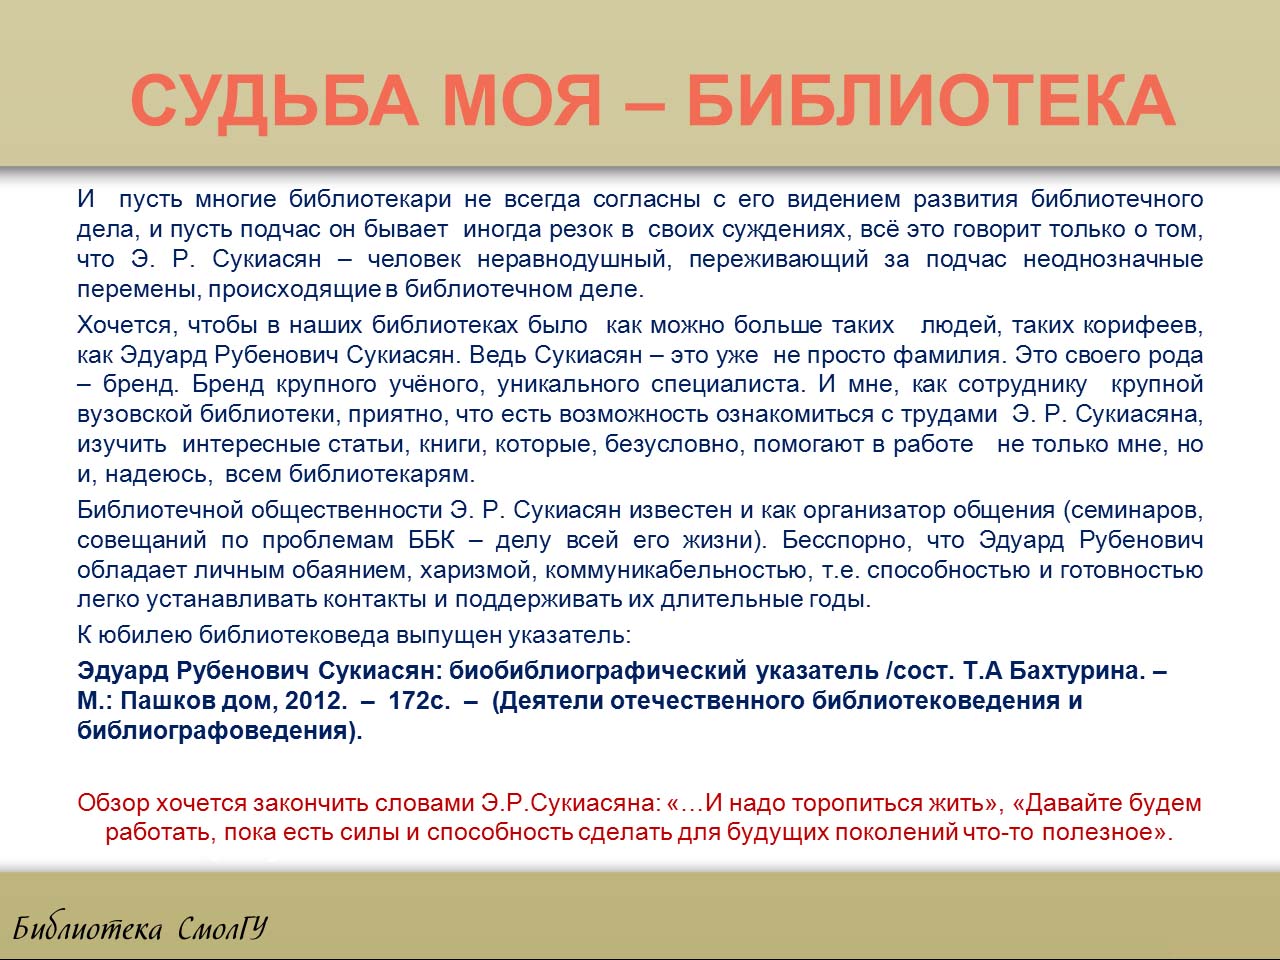 СУДЬБА МОЯ – БИБЛИОТЕКА
И пусть многие библиотекари не всегда согласны с его видением развития библиотечного
дела, и пусть подчас он бывает иногда резок в своих суждениях, всё это говорит только о том,
что Э. Р. Сукиасян – человек неравнодушный, переживающий за подчас неоднозначные
перемены, происходящие в библиотечном деле.
Хочется, чтобы в наших библиотеках было как можно больше таких людей, таких корифеев,
как Эдуард Рубенович Сукиасян. Ведь Сукиасян – это уже не просто фамилия. Это своего рода
– бренд. Бренд крупного учёного, уникального специалиста. И мне, как сотруднику крупной
вузовской библиотеки, приятно, что есть возможность ознакомиться с трудами Э. Р. Сукиасяна,
изучить интересные статьи, книги, которые, безусловно, помогают в работе не только мне, но
и, надеюсь, всем библиотекарям.
Библиотечной общественности Э. Р. Сукиасян известен и как организатор общения (семинаров,
совещаний по проблемам ББК – делу всей его жизни). Бесспорно, что Эдуард Рубенович
обладает личным обаянием, харизмой, коммуникабельностью, т.е. способностью и готовностью
легко устанавливать контакты и поддерживать их длительные годы.
К юбилею библиотековеда выпущен указатель:
Эдуард Рубенович Сукиасян: биобиблиографический указатель /сост. Т.А Бахтурина. –
М.: Пашков дом, 2012. – 172с. – (Деятели отечественного библиотековедения и
библиографоведения).
Обзор хочется закончить словами Э.Р.Сукиасяна: «…И надо торопиться жить», «Давайте будем
работать, пока есть силы и способность сделать для будущих поколений что-то полезное».
Библиотека СмолГУ